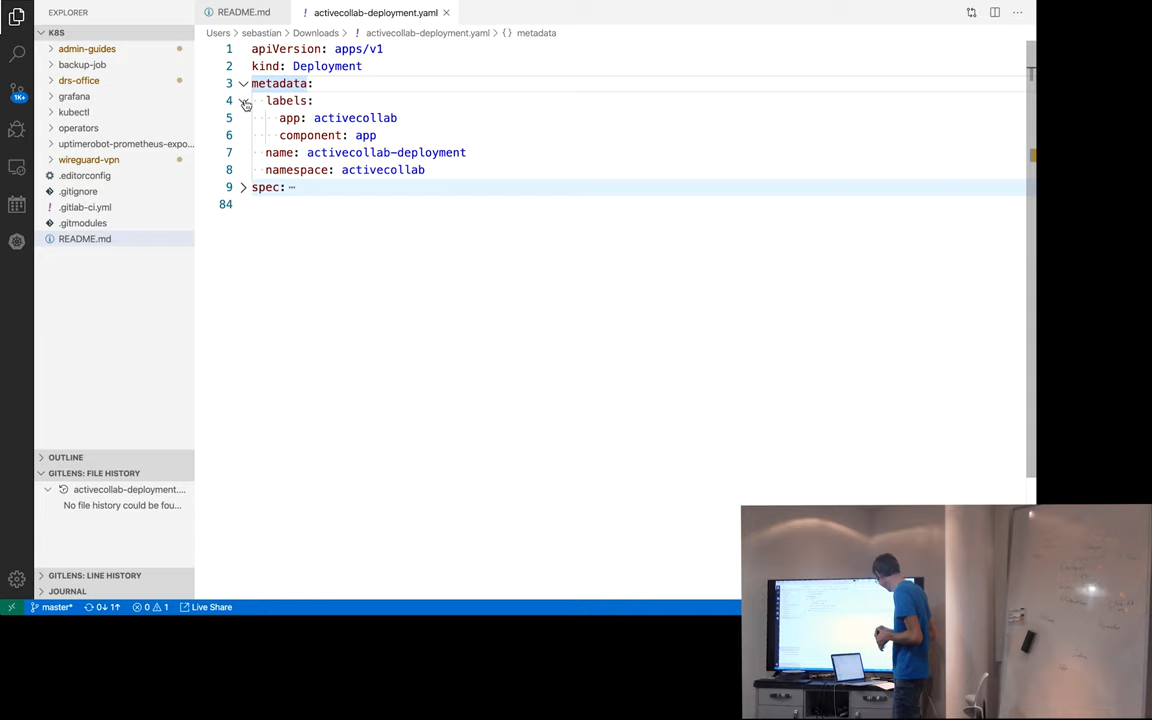 EXPLORER
K8S
admin-guides
backup-job
drs-office
grafana
kubectl
operators
uptimerobot-prometheus-expo...
wireguard-vpn
.editorconfig
.gitignore
! .gitlab-ci.yml
.gitmodules
README.md
OUTLINE
GITLENS: FILE HISTORY
activecollab-deployment....
No file history could be fou...
GITLENS: LINE HISTORY
JOURNAL
README.md
! activecollab-deployment.yaml ×
Users > sebastian > Downloads > ! activecollab-deployment.yaml > {} metadata
1 apiVersion: apps/v1
2 kind: Deployment
3 metadata:
4 labels:
5 app: activecollab
6 component: app
7 name: activecollab-deployment
8 namespace: activecollab
9 spec: ⋯
84
1K+
master* 0↓ 1↑ 0 1 Live Share